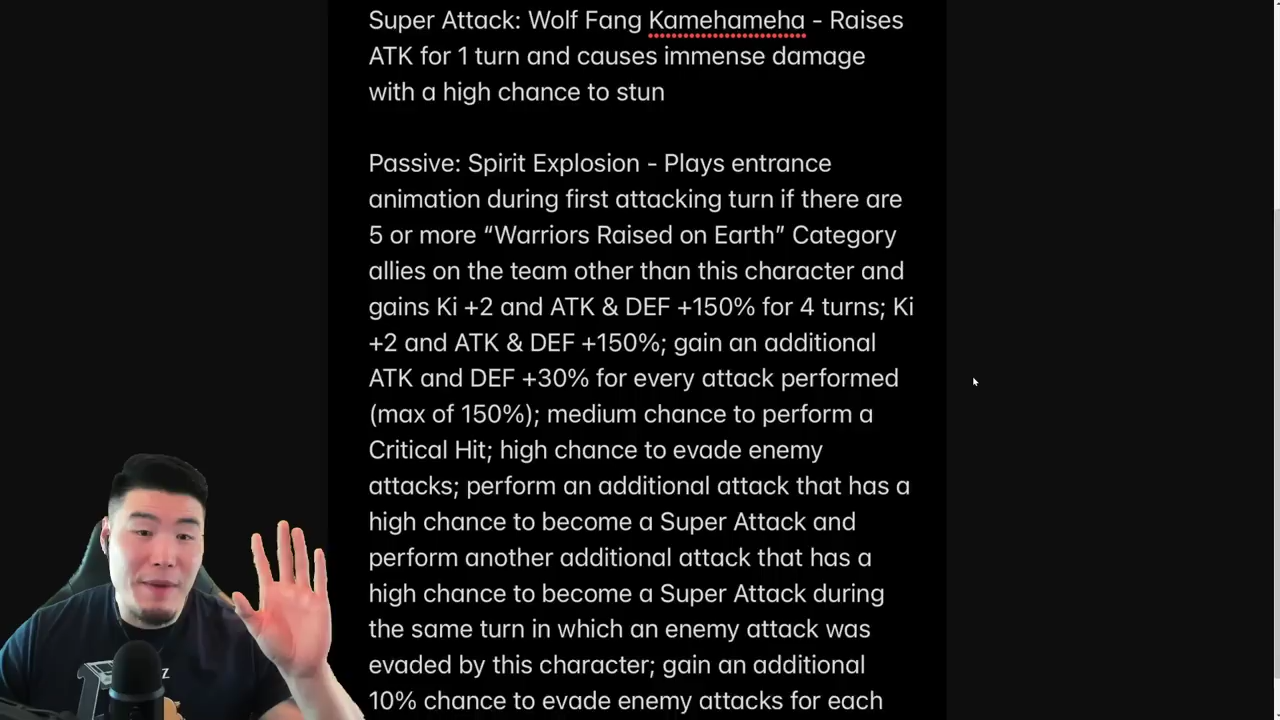 Super Attack: Wolf Fang Kamehameha - Raises
ATK for 1 turn and causes immense damage
with a high chance to stun
Passive: Spirit Explosion - Plays entrance
animation during first attacking turn if there are
5 or more “Warriors Raised on Earth” Category
allies on the team other than this character and
gains Ki +2 and ATK & DEF +150% for 4 turns; Ki
+2 and ATK & DEF +150%; gain an additional
ATK and DEF +30% for every attack performed
(max of 150%); medium chance to perform a
Critical Hit; high chance to evade enemy
attacks; perform an additional attack that has a
high chance to become a Super Attack and
perform another additional attack that has a
high chance to become a Super Attack during
the same turn in which an enemy attack was
evaded by this character; gain an additional
10% chance to evade enemy attacks for each